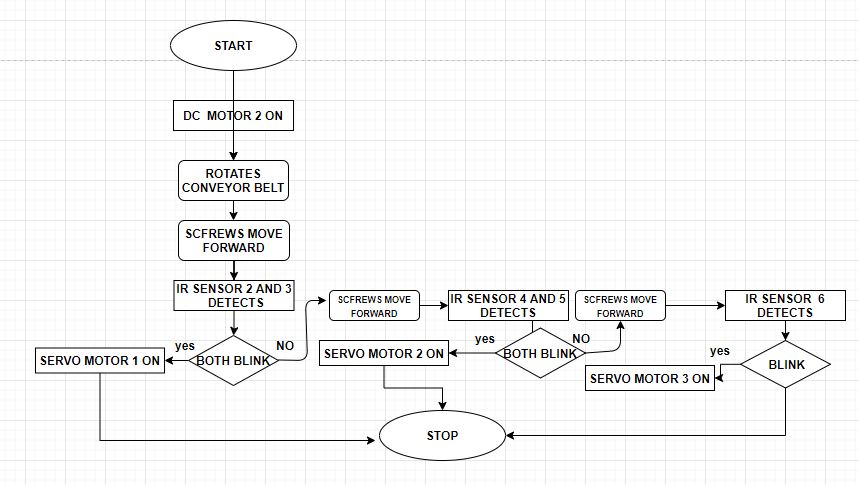 START
DC MOTOR 2 ON
ROTATES
CONVEYOR BELT
SCFREWS MOVE
FORWARD
IR SENSOR 2 AND 3
DETECTS
BOTH BLINK
yes
NO
SERVO MOTOR 1 ON
SCFREWS MOVE
FORWARD
IR SENSOR 4 AND 5
DETECTS
BOTH BLINK
yes
NO
SERVO MOTOR 2 ON
SCFREWS MOVE
FORWARD
IR SENSOR 6
DETECTS
BLINK
yes
SERVO MOTOR 3 ON
STOP